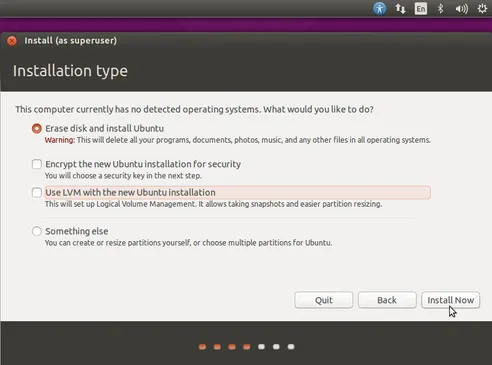 En
Install (as superuser)
Installation type
This computer currently has no detected operating systems. What would you like to do?
Erase disk and install Ubuntu
Warning: This will delete all your programs, documents, photos, music, and any other files in all operating systems.
Encrypt the new Ubuntu installation for security
You will choose a security key in the next step.
Use LVM with the new Ubuntu installation
This will set up Logical Volume Management. It allows taking snapshots and easier partition resizing.
Something else
You can create or resize partitions yourself, or choose multiple partitions for Ubuntu.
Quit Back Install Now